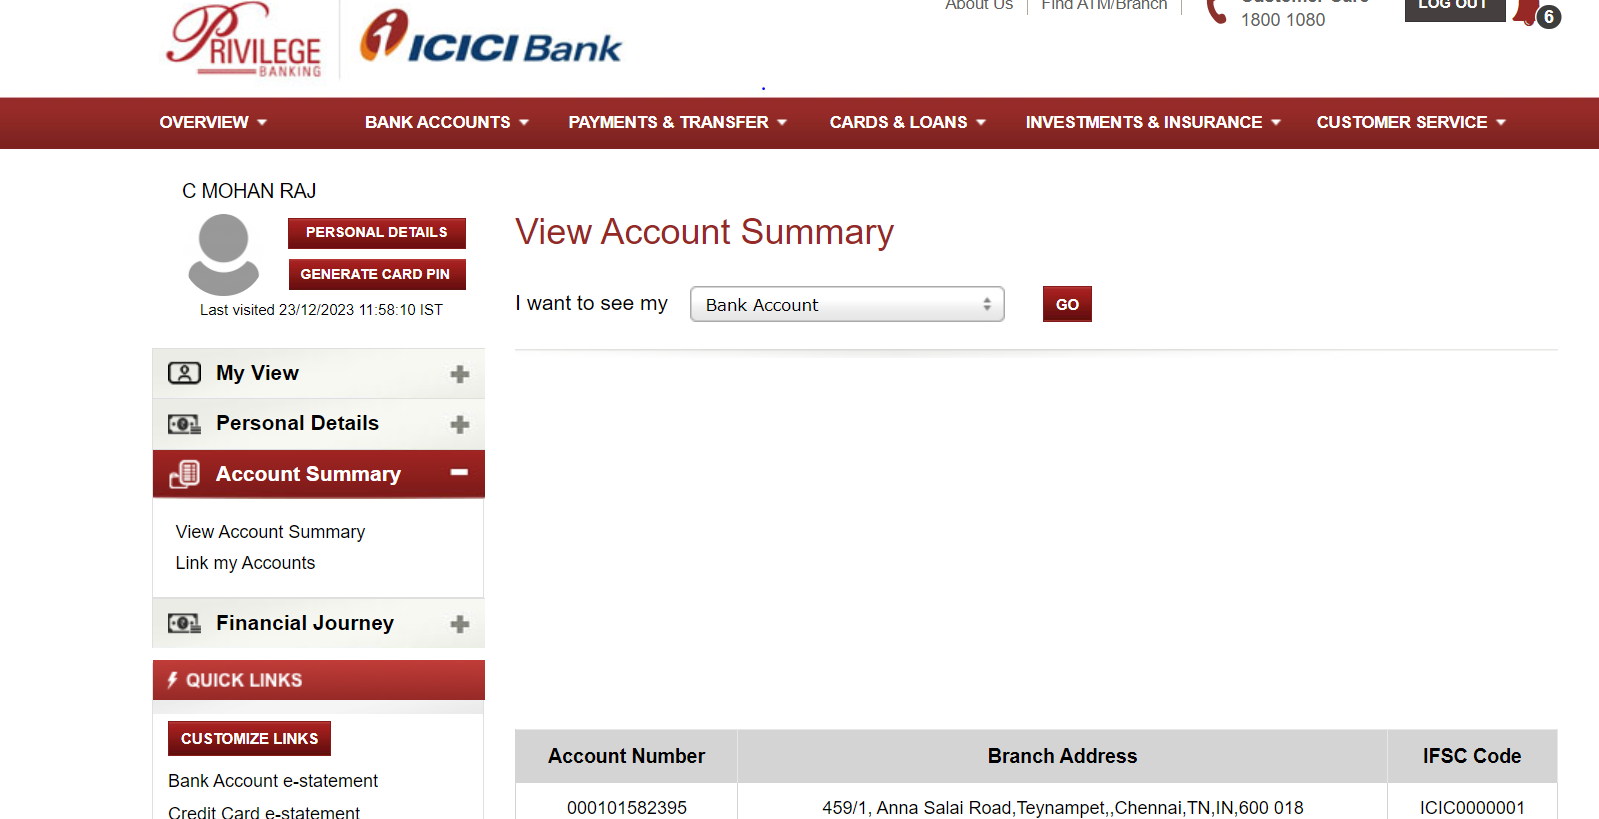 About Us | Find ATM/Branch | Customer Care
1800 1080
LOG OUT
6
PRIVILEGE
BANKING
ICICI Bank
OVERVIEW
BANK ACCOUNTS
PAYMENTS & TRANSFER
CARDS & LOANS
INVESTMENTS & INSURANCE
CUSTOMER SERVICE
C MOHAN RAJ
PERSONAL DETAILS
GENERATE CARD PIN
Last visited 23/12/2023 11:58:10 IST
My View
Personal Details
Account Summary
View Account Summary
Link my Accounts
Financial Journey
QUICK LINKS
CUSTOMIZE LINKS
Bank Account e-statement
Credit Card e-statement
View Account Summary
I want to see my Bank Account GO
Account Number Branch Address IFSC Code
000101582395 459/1, Anna Salai Road,Teynampet,,Chennai,TN,IN,600 018 ICIC0000001